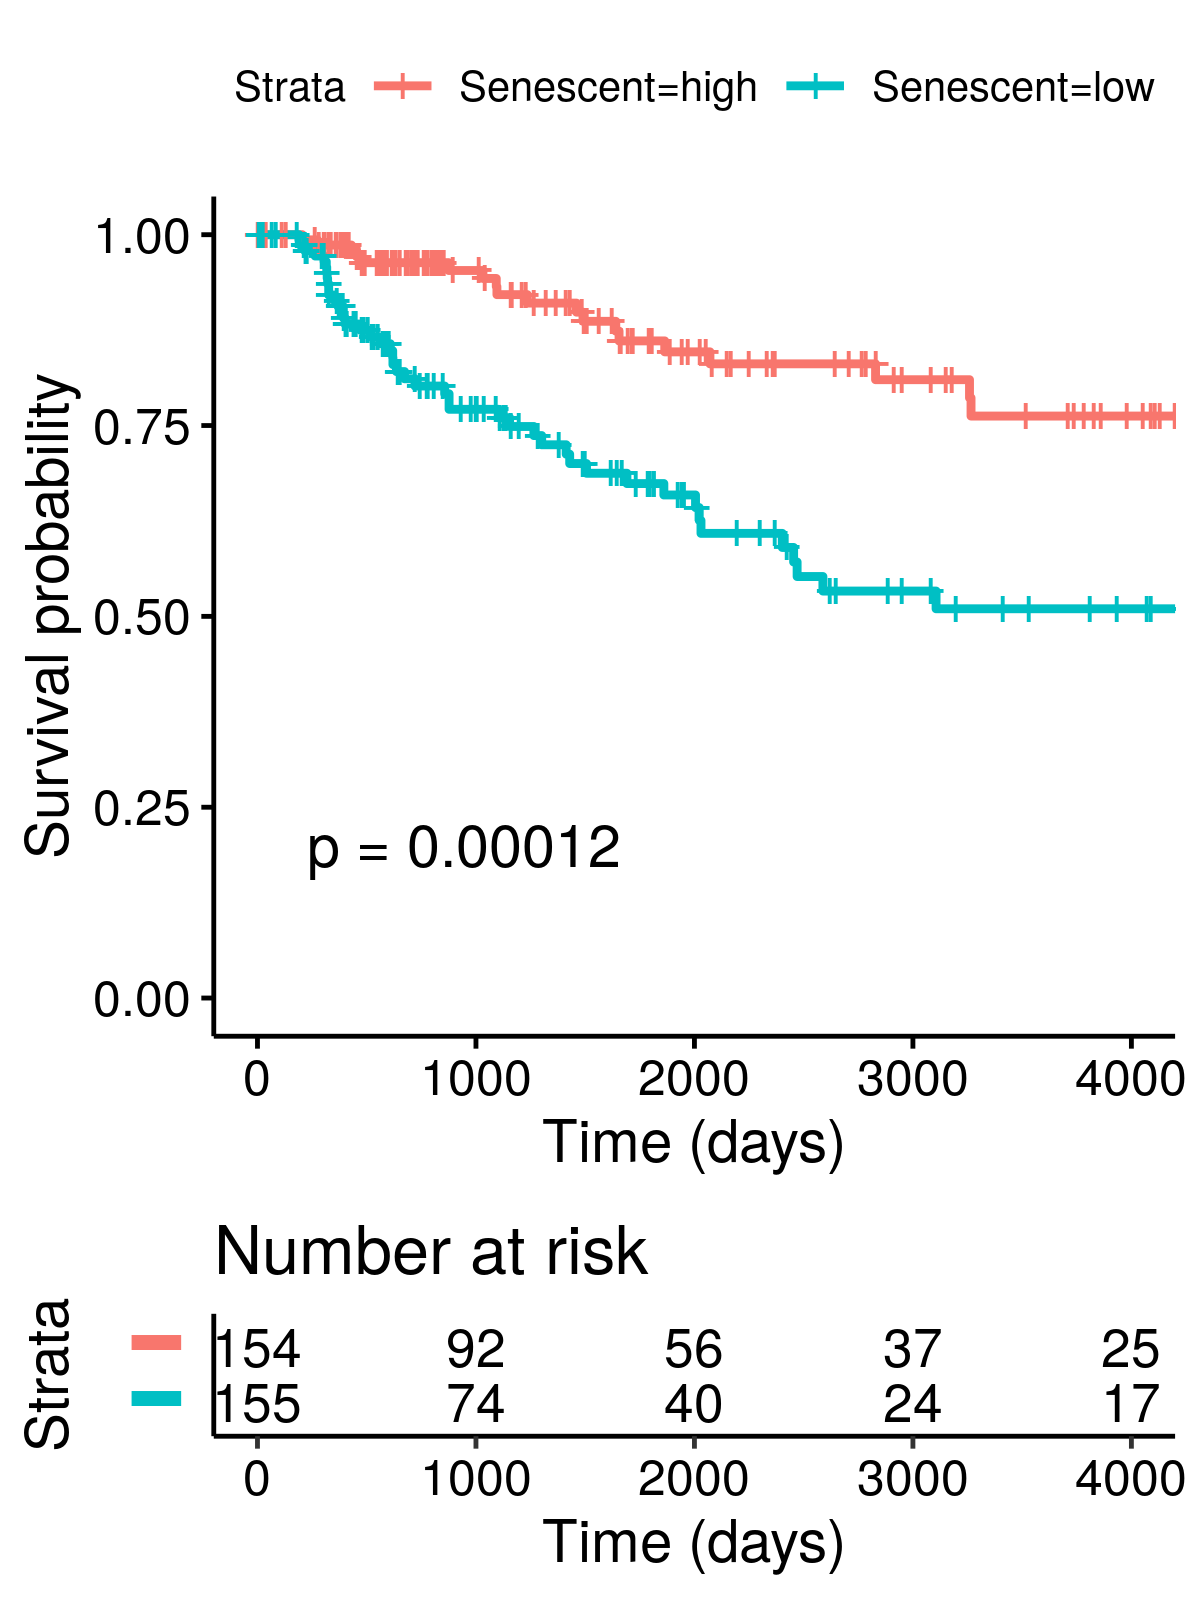 Strata Senescent=high Senescent=low
1.00
0.75
0.50
0.25
0.00
Survival probability
p = 0.00012
0 1000 2000 3000 4000
Time (days)
Number at risk
Strata
154 92 56 37 25
155 74 40 24 17
0 1000 2000 3000 4000
Time (days)